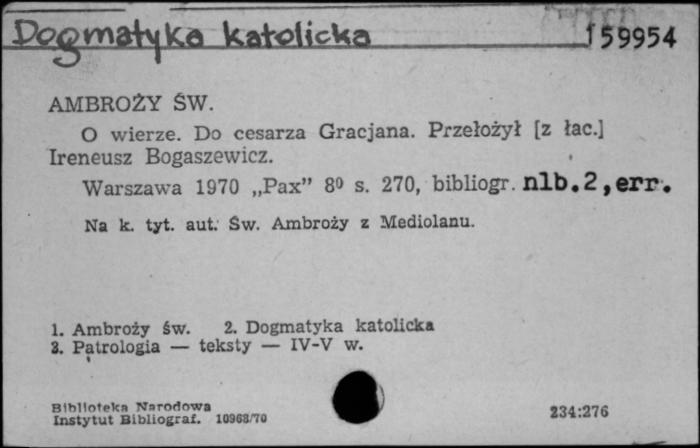 Dogmatyka katolicka 159954
AMBROŻY ŚW.
O wierze. Do cesarza Gracjana. Przełożył [z łac.]
Ireneusz Bogaszewicz.
Warszawa 1970 „Pax” 8⁰ s. 270, bibliogr. nlb.2,err.
Na k. tyt. aut. Św. Ambroży z Mediolanu.
1. Ambroży św. 2. Dogmatyka katolicka
3. Patrologia — teksty — IV-V w.
Biblioteka Narodowa
Instytut Bibliograf. 10968/70
234:276